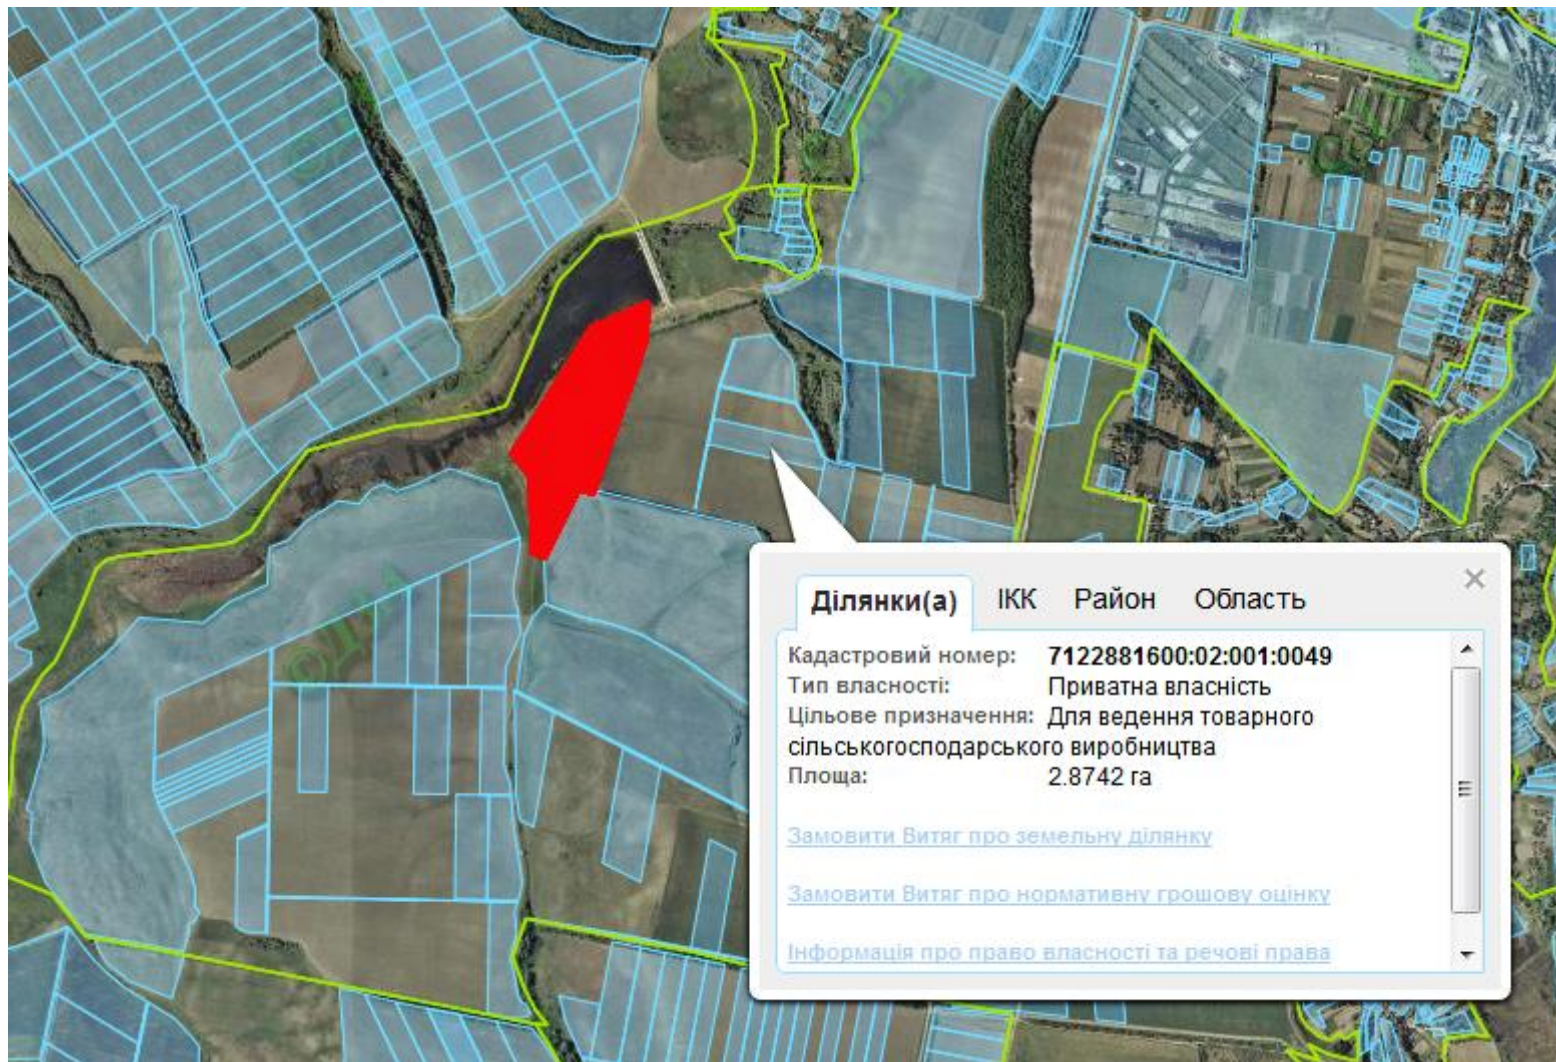 Ділянки(а) ІКК Район Область
Кадастровий номер: 7122881600:02:001:0049
Тип власності: Приватна власність
Цільове призначення: Для ведення товарного
сільськогосподарського виробництва
Площа: 2.8742 га
Замовити Витяг про земельну ділянку
Замовити Витяг про нормативну грошову оцінку
Інформація про право власності та речові права